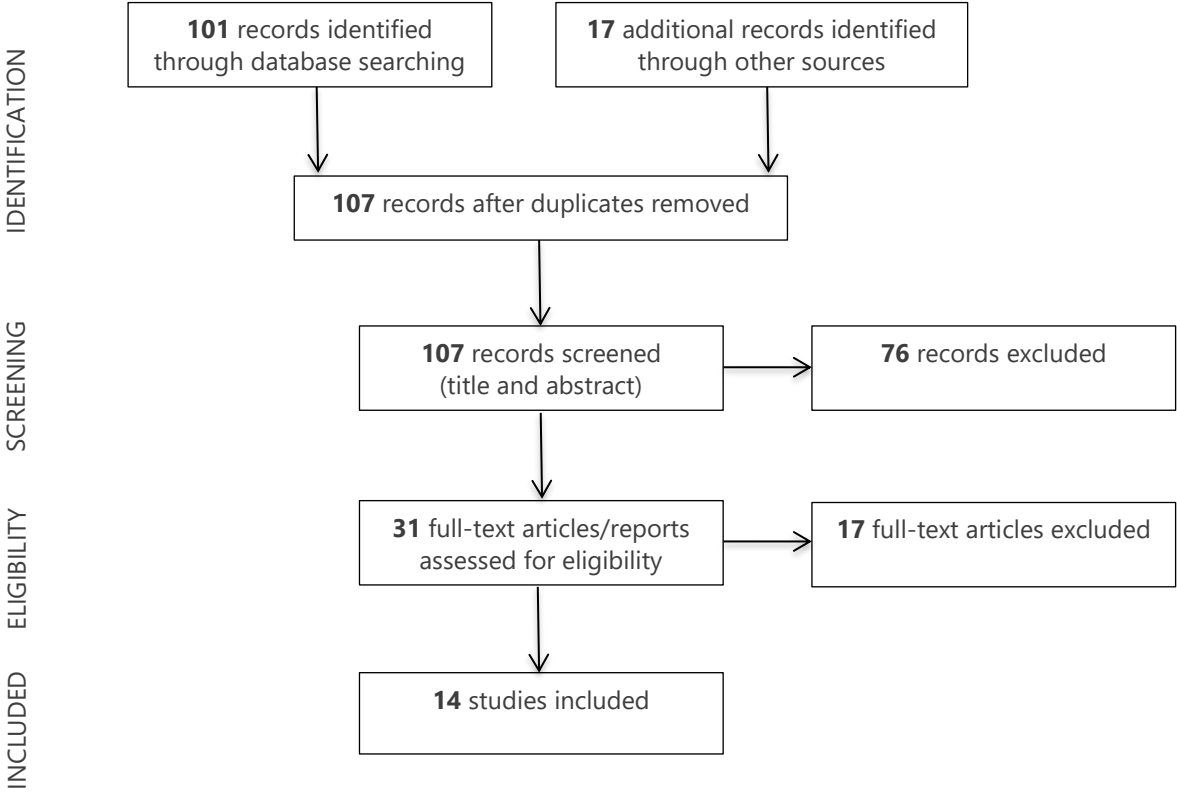 IDENTIFICATION
101 records identified
through database searching
17 additional records identified
through other sources
107 records after duplicates removed
SCREENING
107 records screened
(title and abstract)
76 records excluded
ELIGIBILITY
31 full-text articles/reports
assessed for eligibility
17 full-text articles excluded
INCLUDED
14 studies included